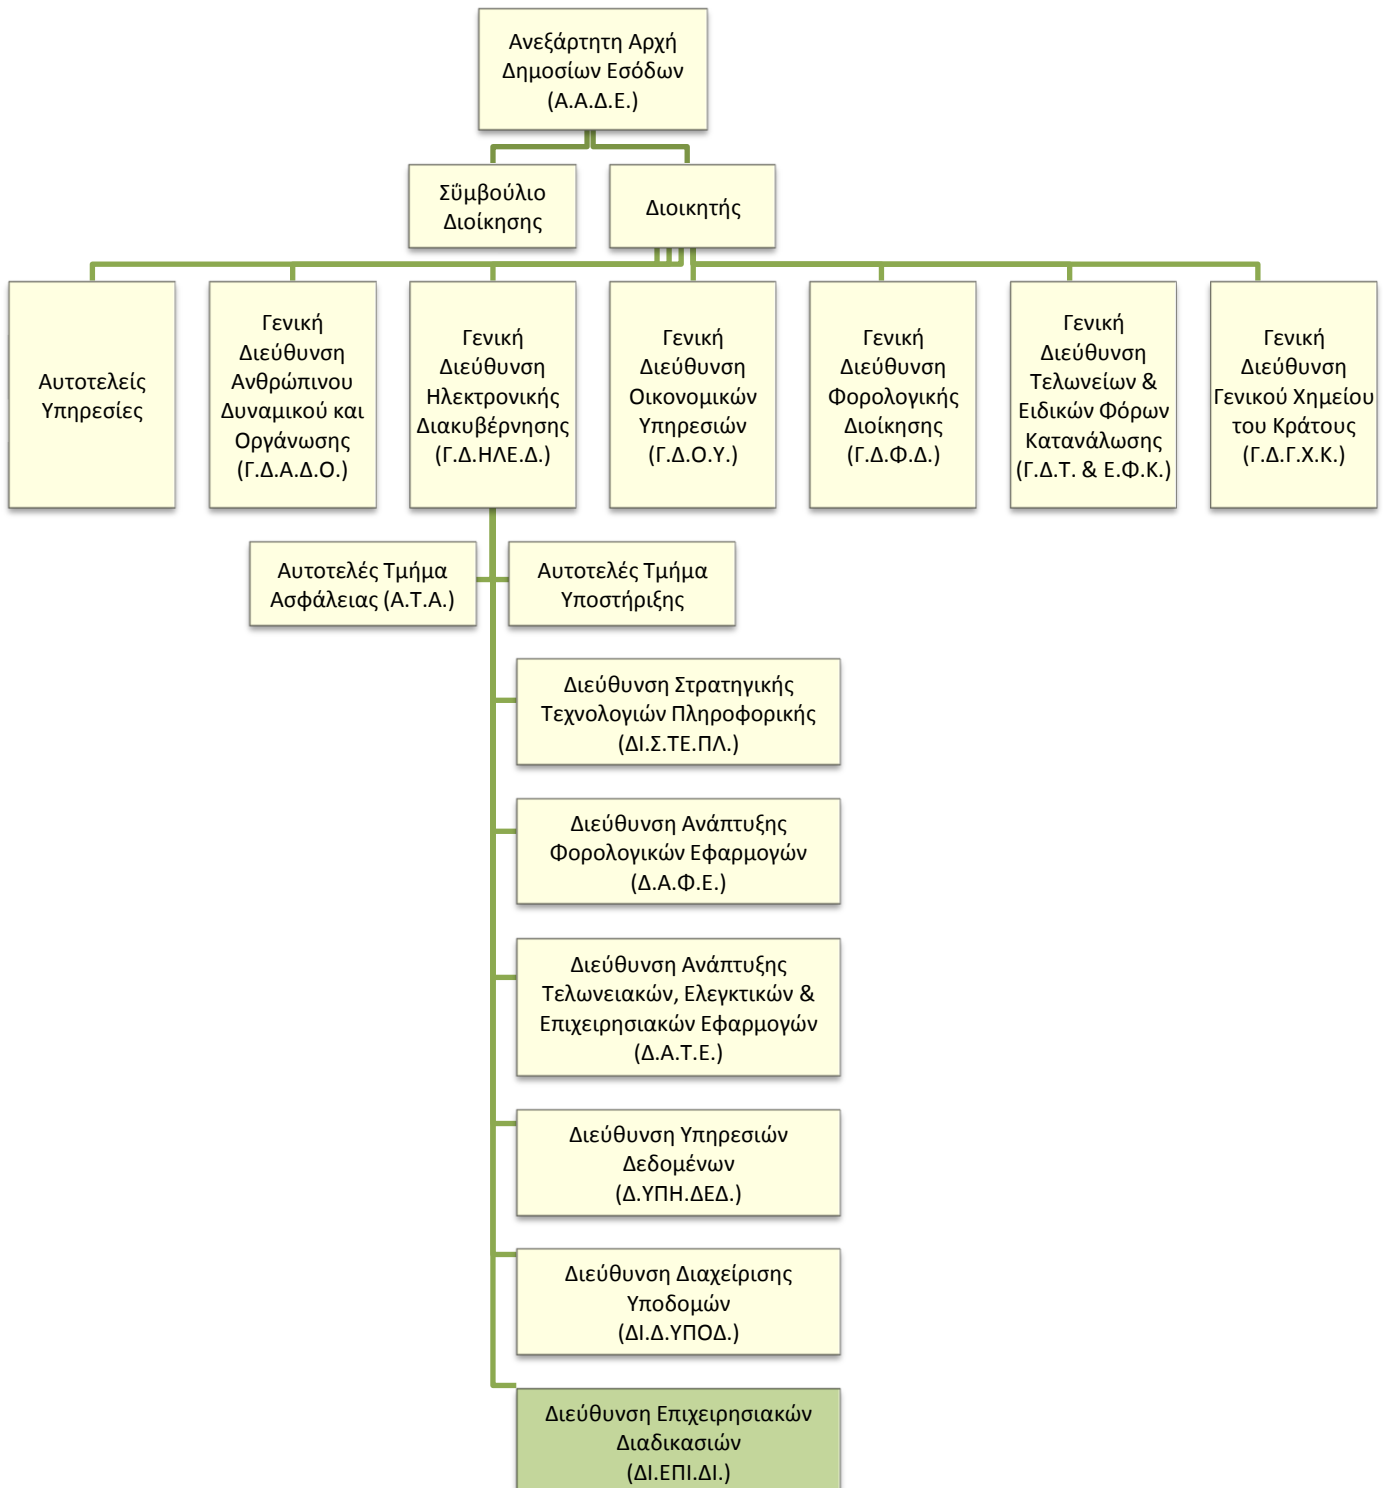 Ανεξάρτητη Αρχή
Δημοσίων Εσόδων
(Α.Α.Δ.Ε.)
Σΰμβούλιο
Διοίκησης
Διοικητής
Αυτοτελείς
Υπηρεσίες
Γενική
Διεύθυνση
Ανθρώπινου
Δυναμικού και
Οργάνωσης
(Γ.Δ.Α.Δ.Ο.)
Γενική
Διεύθυνση
Ηλεκτρονικής
Διακυβέρνησης
(Γ.Δ.ΗΛΕ.Δ.)
Γενική
Διεύθυνση
Οικονομικών
Υπηρεσιών
(Γ.Δ.Ο.Υ.)
Γενική
Διεύθυνση
Φορολογικής
Διοίκησης
(Γ.Δ.Φ.Δ.)
Γενική
Διεύθυνση
Τελωνείων &
Ειδικών Φόρων
Κατανάλωσης
(Γ.Δ.Τ. & Ε.Φ.Κ.)
Γενική
Διεύθυνση
Γενικού Χημείου
του Κράτους
(Γ.Δ.Γ.Χ.Κ.)
Αυτοτελές Τμήμα
Ασφάλειας (Α.Τ.Α.)
Αυτοτελές Τμήμα
Υποστήριξης
Διεύθυνση Στρατηγικής
Τεχνολογιών Πληροφορικής
(ΔΙ.Σ.ΤΕ.ΠΛ.)
Διεύθυνση Ανάπτυξης
Φορολογικών Εφαρμογών
(Δ.Α.Φ.Ε.)
Διεύθυνση Ανάπτυξης
Τελωνειακών, Ελεγκτικών &
Επιχειρησιακών Εφαρμογών
(Δ.Α.Τ.Ε.)
Διεύθυνση Υπηρεσιών
Δεδομένων
(Δ.ΥΠΗ.ΔΕΔ.)
Διεύθυνση Διαχείρισης
Υποδομών
(ΔΙ.Δ.ΥΠΟΔ.)
Διεύθυνση Επιχειρησιακών
Διαδικασιών
(ΔΙ.ΕΠΙ.ΔΙ.)